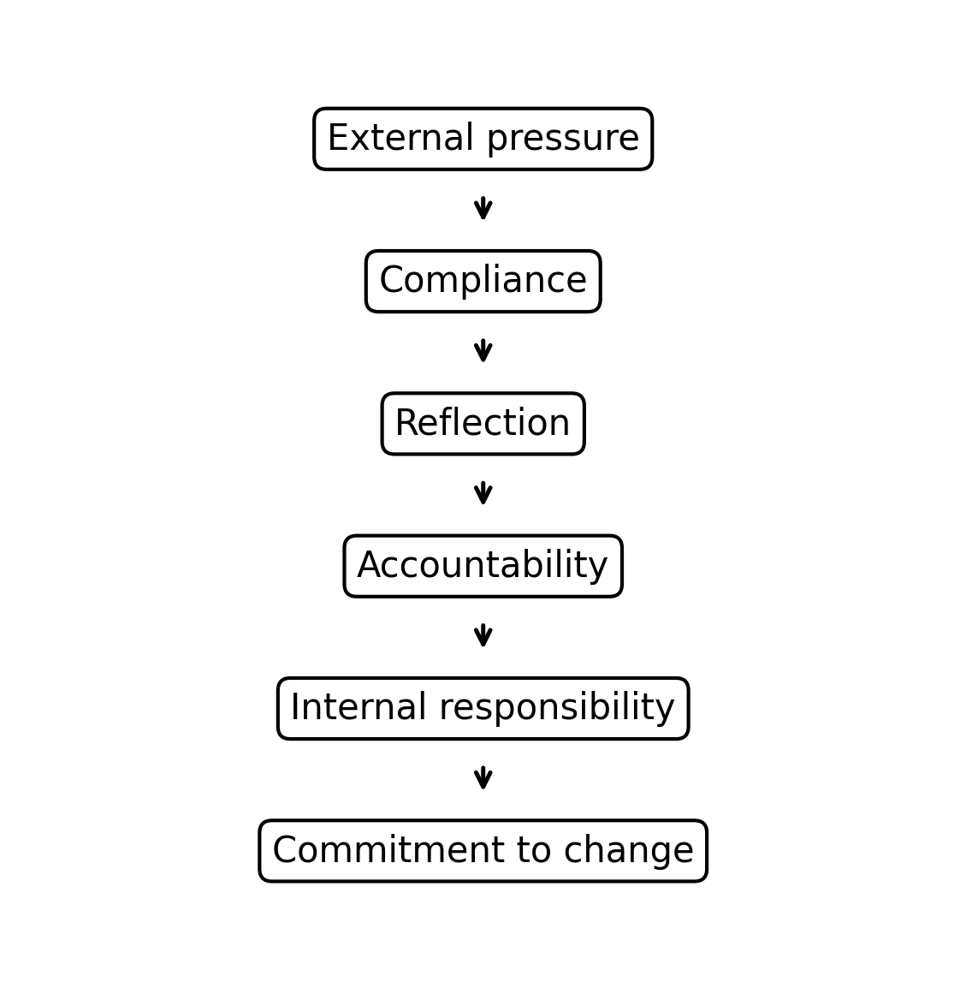 External pressure
Compliance
Reflection
Accountability
Internal responsibility
Commitment to change